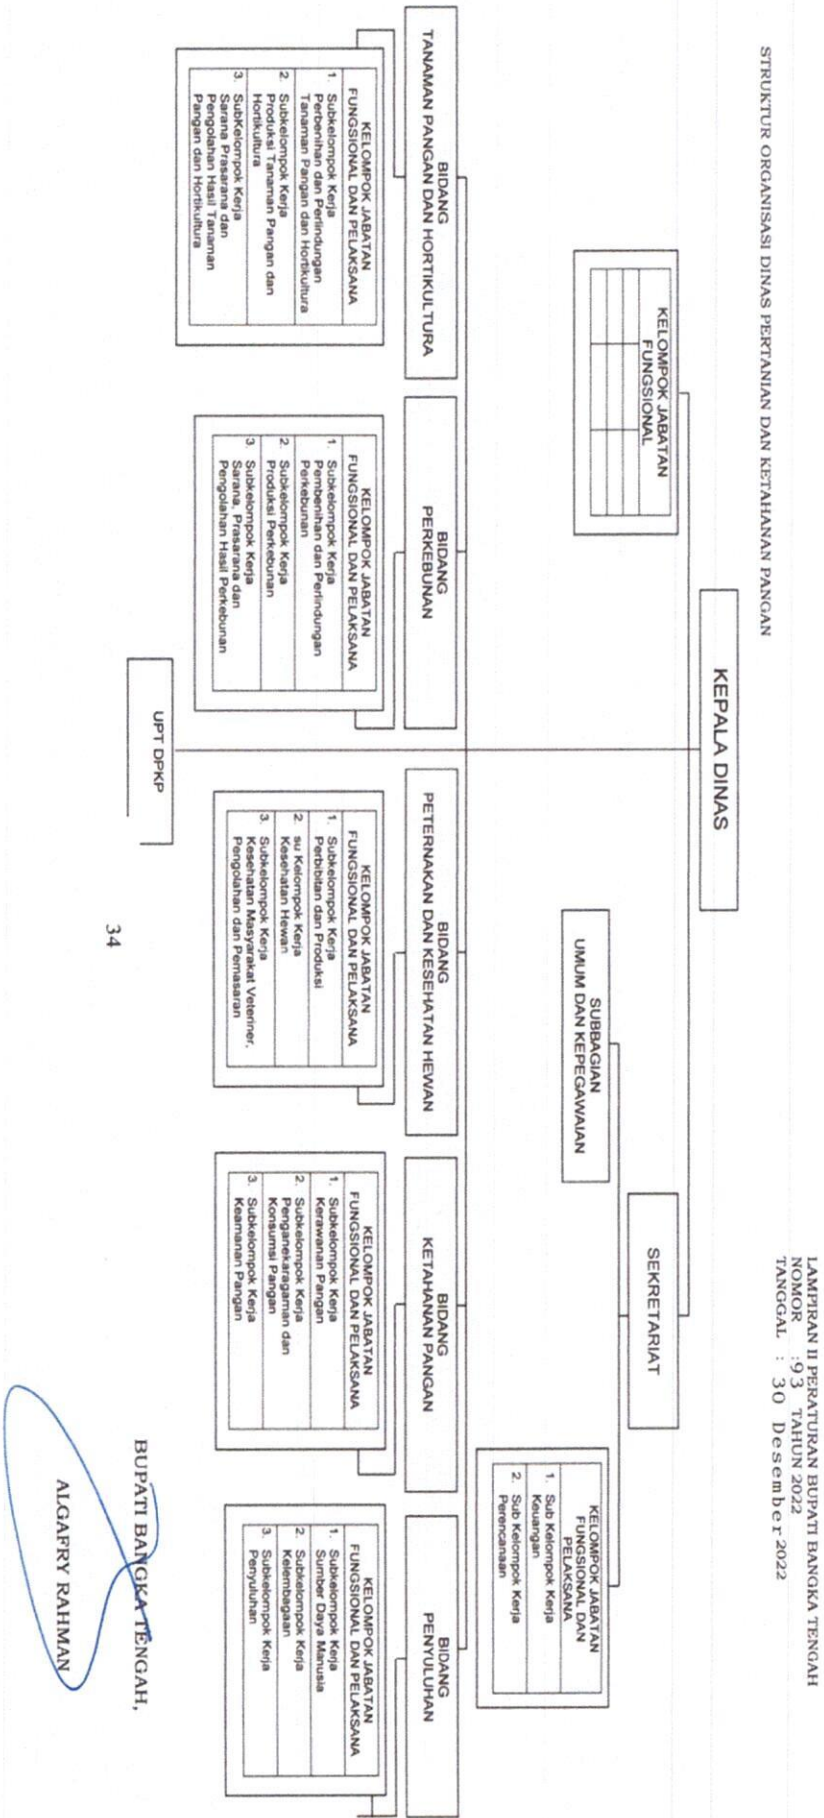 LAMPIRAN II PERATURAN BUPATI BANGKA TENGAH
NOMOR : 93 TAHUN 2022
TANGGAL : 30 Desember 2022
STRUKTUR ORGANISASI DINAS PERTANIAN DAN KETAHANAN PANGAN
KEPALA DINAS
KELOMPOK JABATAN
FUNGSIONAL
SEKRETARIAT
SUBBAGIAN
UMUM DAN KEPEGAWAIAN
KELOMPOK JABATAN
FUNGSIONAL DAN
PELAKSANA
1. Sub Kelompok Kerja
Keuangan
2. Sub Kelompok Kerja
Perencanaan
BIDANG
TANAMAN PANGAN DAN HORTIKULTURA
KELOMPOK JABATAN
FUNGSIONAL DAN PELAKSANA
1. Subkelompok Kerja
Perbenihan dan Perlindungan
Tanaman Pangan dan Hortikultura
2. Subkelompok Kerja
Produksi Tanaman Pangan dan
Hortikultura
3. SubKelompok Kerja
Sarana Prasarana dan
Pengolahan Hasil Tanaman
Pangan dan Hortikultura
BIDANG
PERKEBUNAN
KELOMPOK JABATAN
FUNGSIONAL DAN PELAKSANA
1. Subkelompok Kerja
Pembenihan dan Perlindungan
Perkebunan
2. Subkelompok Kerja
Produksi Perkebunan
3. Subkelompok Kerja
Sarana, Prasarana dan
Pengolahan Hasil Perkebunan
BIDANG
PETERNAKAN DAN KESEHATAN HEWAN
KELOMPOK JABATAN
FUNGSIONAL DAN PELAKSANA
1. Subkelompok Kerja
Perbibitan dan Produksi
2. su Kelompok Kerja
Kesehatan Hewan
3. Subkelompok Kerja
Kesehatan Masyarakat Veteriner,
Pengolahan dan Pemasaran
BIDANG
KETAHANAN PANGAN
KELOMPOK JABATAN
FUNGSIONAL DAN PELAKSANA
1. Subkelompok Kerja
Kerawanan Pangan
2. Subkelompok Kerja
Penganekaragaman dan
Konsumsi Pangan
3. Subkelompok Kerja
Keamanan Pangan
BIDANG
PENYULUHAN
KELOMPOK JABATAN
FUNGSIONAL DAN PELAKSANA
1. Subkelompok Kerja
Sumber Daya Manusia
2. Subkelompok Kerja
Kelembagaan
3. Subkelompok Kerja
Penyuluhan
UPT DPKP
BUPATI BANGKA TENGAH,
ALGAFRY RAHMAN
34